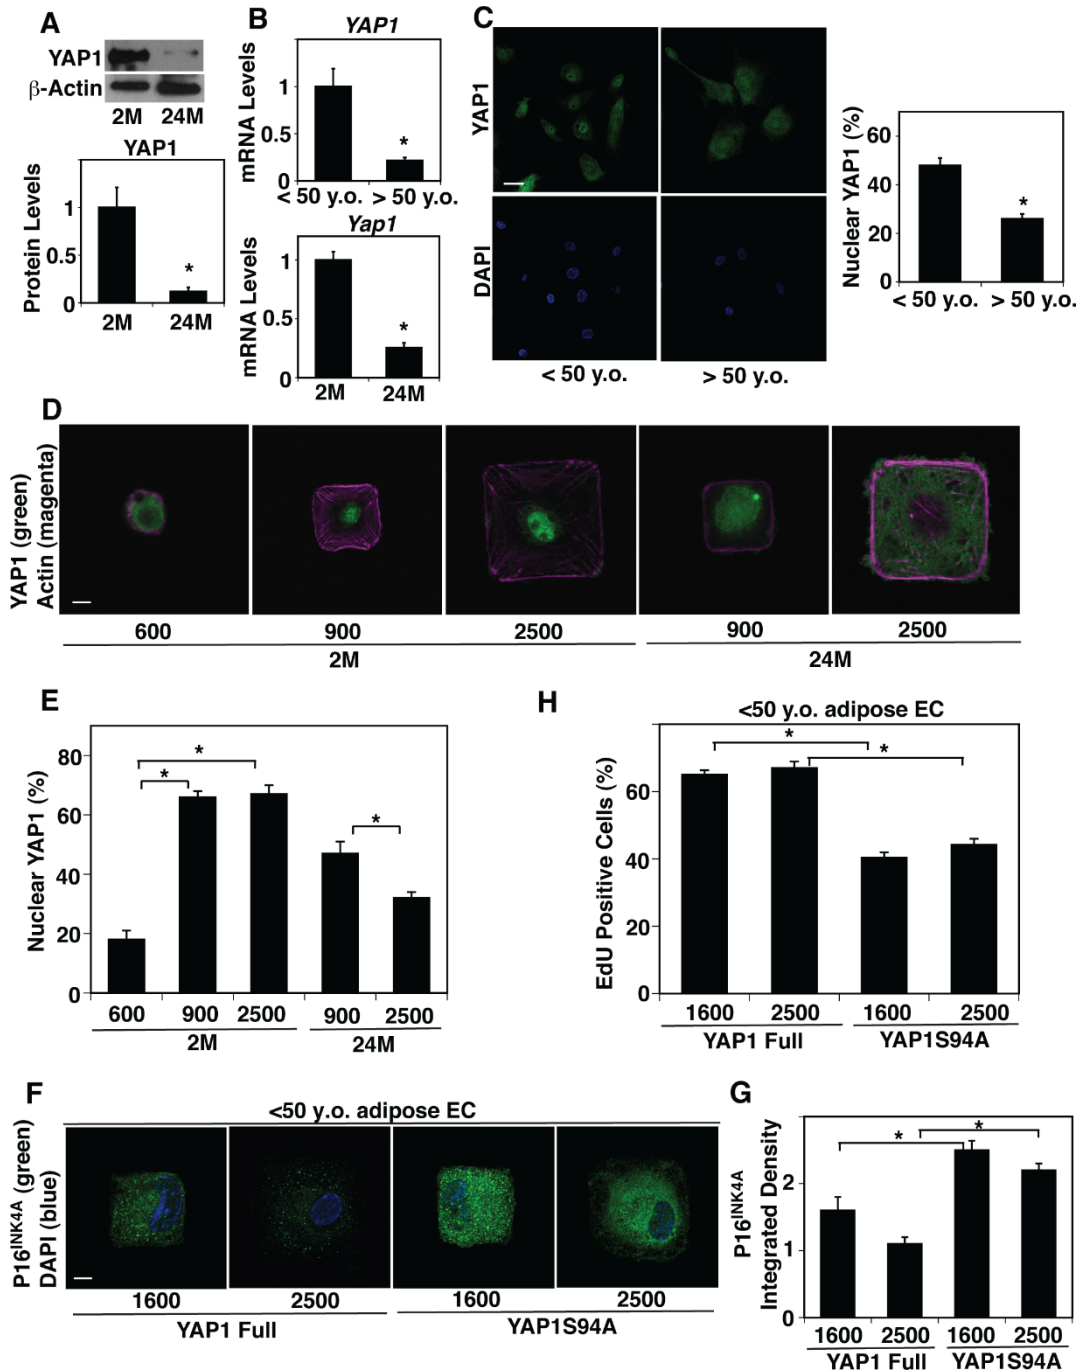 A
YAP1
β-Actin
2M 24M
YAP1
Protein Levels
1
0.5
0
2M 24M
B
YAP1
mRNA Levels
1
0.5
0
< 50 y.o. > 50 y.o.
Yap1
mRNA Levels
1
0.5
0
*
*
*
2M 24M
C
YAP1
DAPI
< 50 y.o. > 50 y.o.
Nuclear YAP1 (%)
60
40
20
0
*
< 50 y.o. > 50 y.o.
D
YAP1 (green)
Actin (magenta)
600 900 2500 900 2500
2M 24M
E
Nuclear YAP1 (%)
80
60
40
20
0
* * *
600 900 2500 900 2500
2M 24M
H
<50 y.o. adipose EC
EdU Positive Cells (%)
60
40
20
0
* *
1600 2500 1600 2500
YAP1 Full YAP1S94A
F
<50 y.o. adipose EC
P16INK4A (green)
DAPI (blue)
1600 2500 1600 2500
YAP1 Full YAP1S94A
G
P16INK4A
Integrated Density
2
1
0
* *
1600 2500 1600 2500
YAP1 Full YAP1S94A